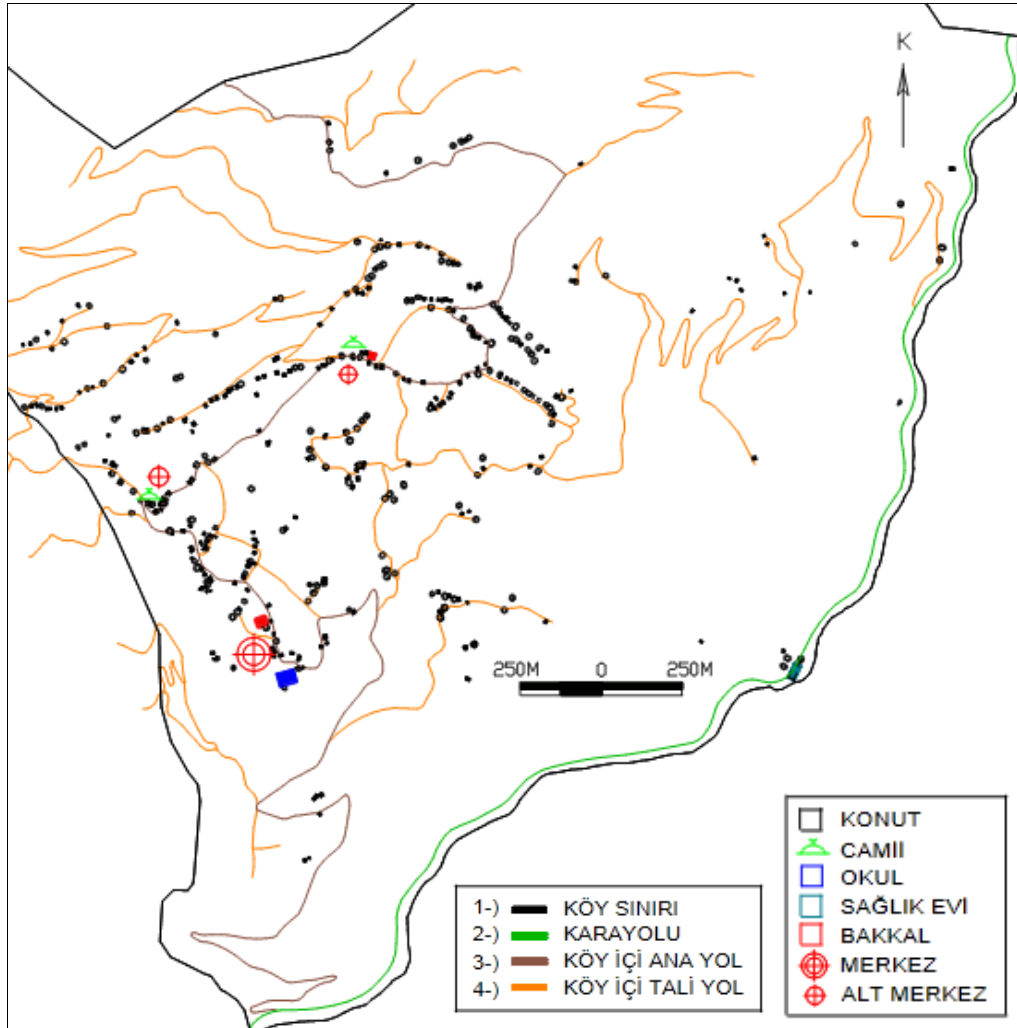 K
250M 0 250M
1-) KÖY SINIRI
2-) KARAYOLU
3-) KÖY İÇİ ANA YOL
4-) KÖY İÇİ TALİ YOL
KONUT
CAMİİ
OKUL
SAĞLIK EVİ
BAKKAL
MERKEZ
ALT MERKEZ